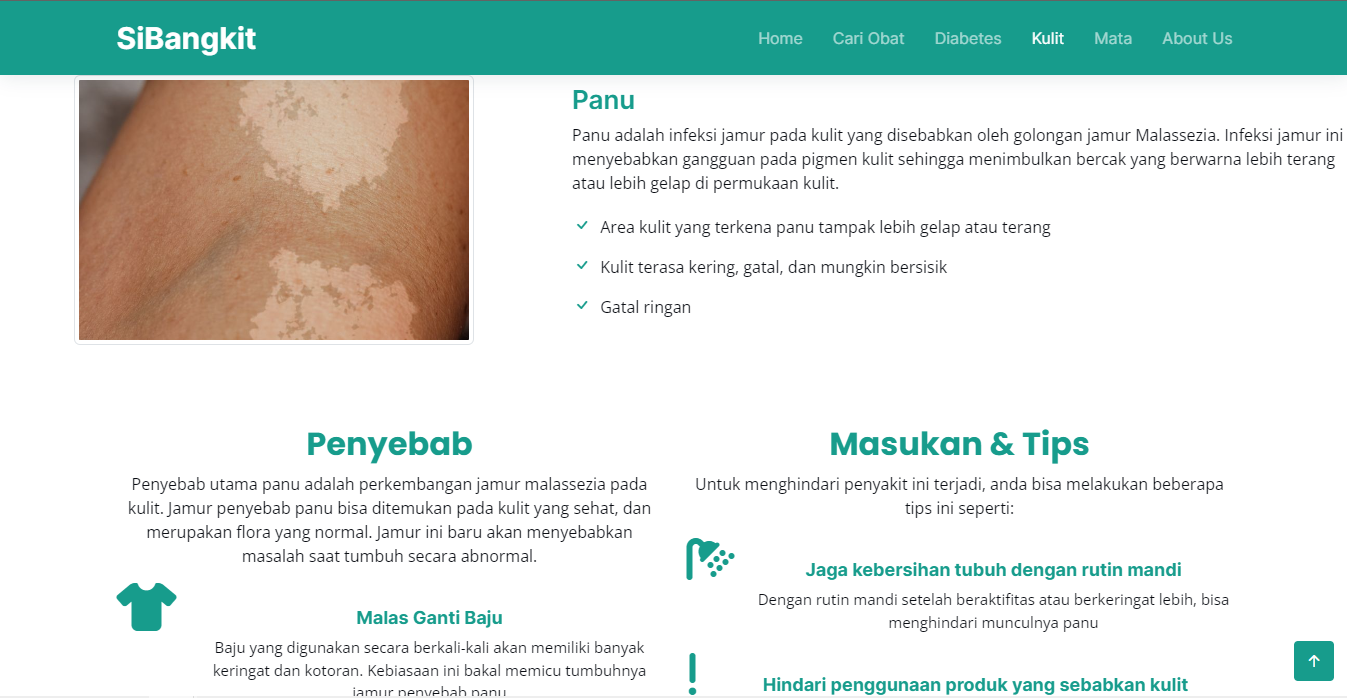 SiBangkit
Home
Cari Obat
Diabetes
Kulit
Mata
About Us
Panu
Panu adalah infeksi jamur pada kulit yang disebabkan oleh golongan jamur Malassezia. Infeksi jamur ini
menyebabkan gangguan pada pigmen kulit sehingga menimbulkan bercak yang berwarna lebih terang
atau lebih gelap di permukaan kulit.
Area kulit yang terkena panu tampak lebih gelap atau terang
Kulit terasa kering, gatal, dan mungkin bersisik
Gatal ringan
Penyebab
Penyebab utama panu adalah perkembangan jamur malassezia pada
kulit. Jamur penyebab panu bisa ditemukan pada kulit yang sehat, dan
merupakan flora yang normal. Jamur ini baru akan menyebabkan
masalah saat tumbuh secara abnormal.
Malas Ganti Baju
Baju yang digunakan secara berkali-kali akan memiliki banyak
keringat dan kotoran. Kebiasaan ini bakal memicu tumbuhnya
jamur penyebab panu
Masukan & Tips
Untuk menghindari penyakit ini terjadi, anda bisa melakukan beberapa
tips ini seperti:
Jaga kebersihan tubuh dengan rutin mandi
Dengan rutin mandi setelah beraktifitas atau berkeringat lebih, bisa
menghindari munculnya panu
Hindari penggunaan produk yang sebabkan kulit